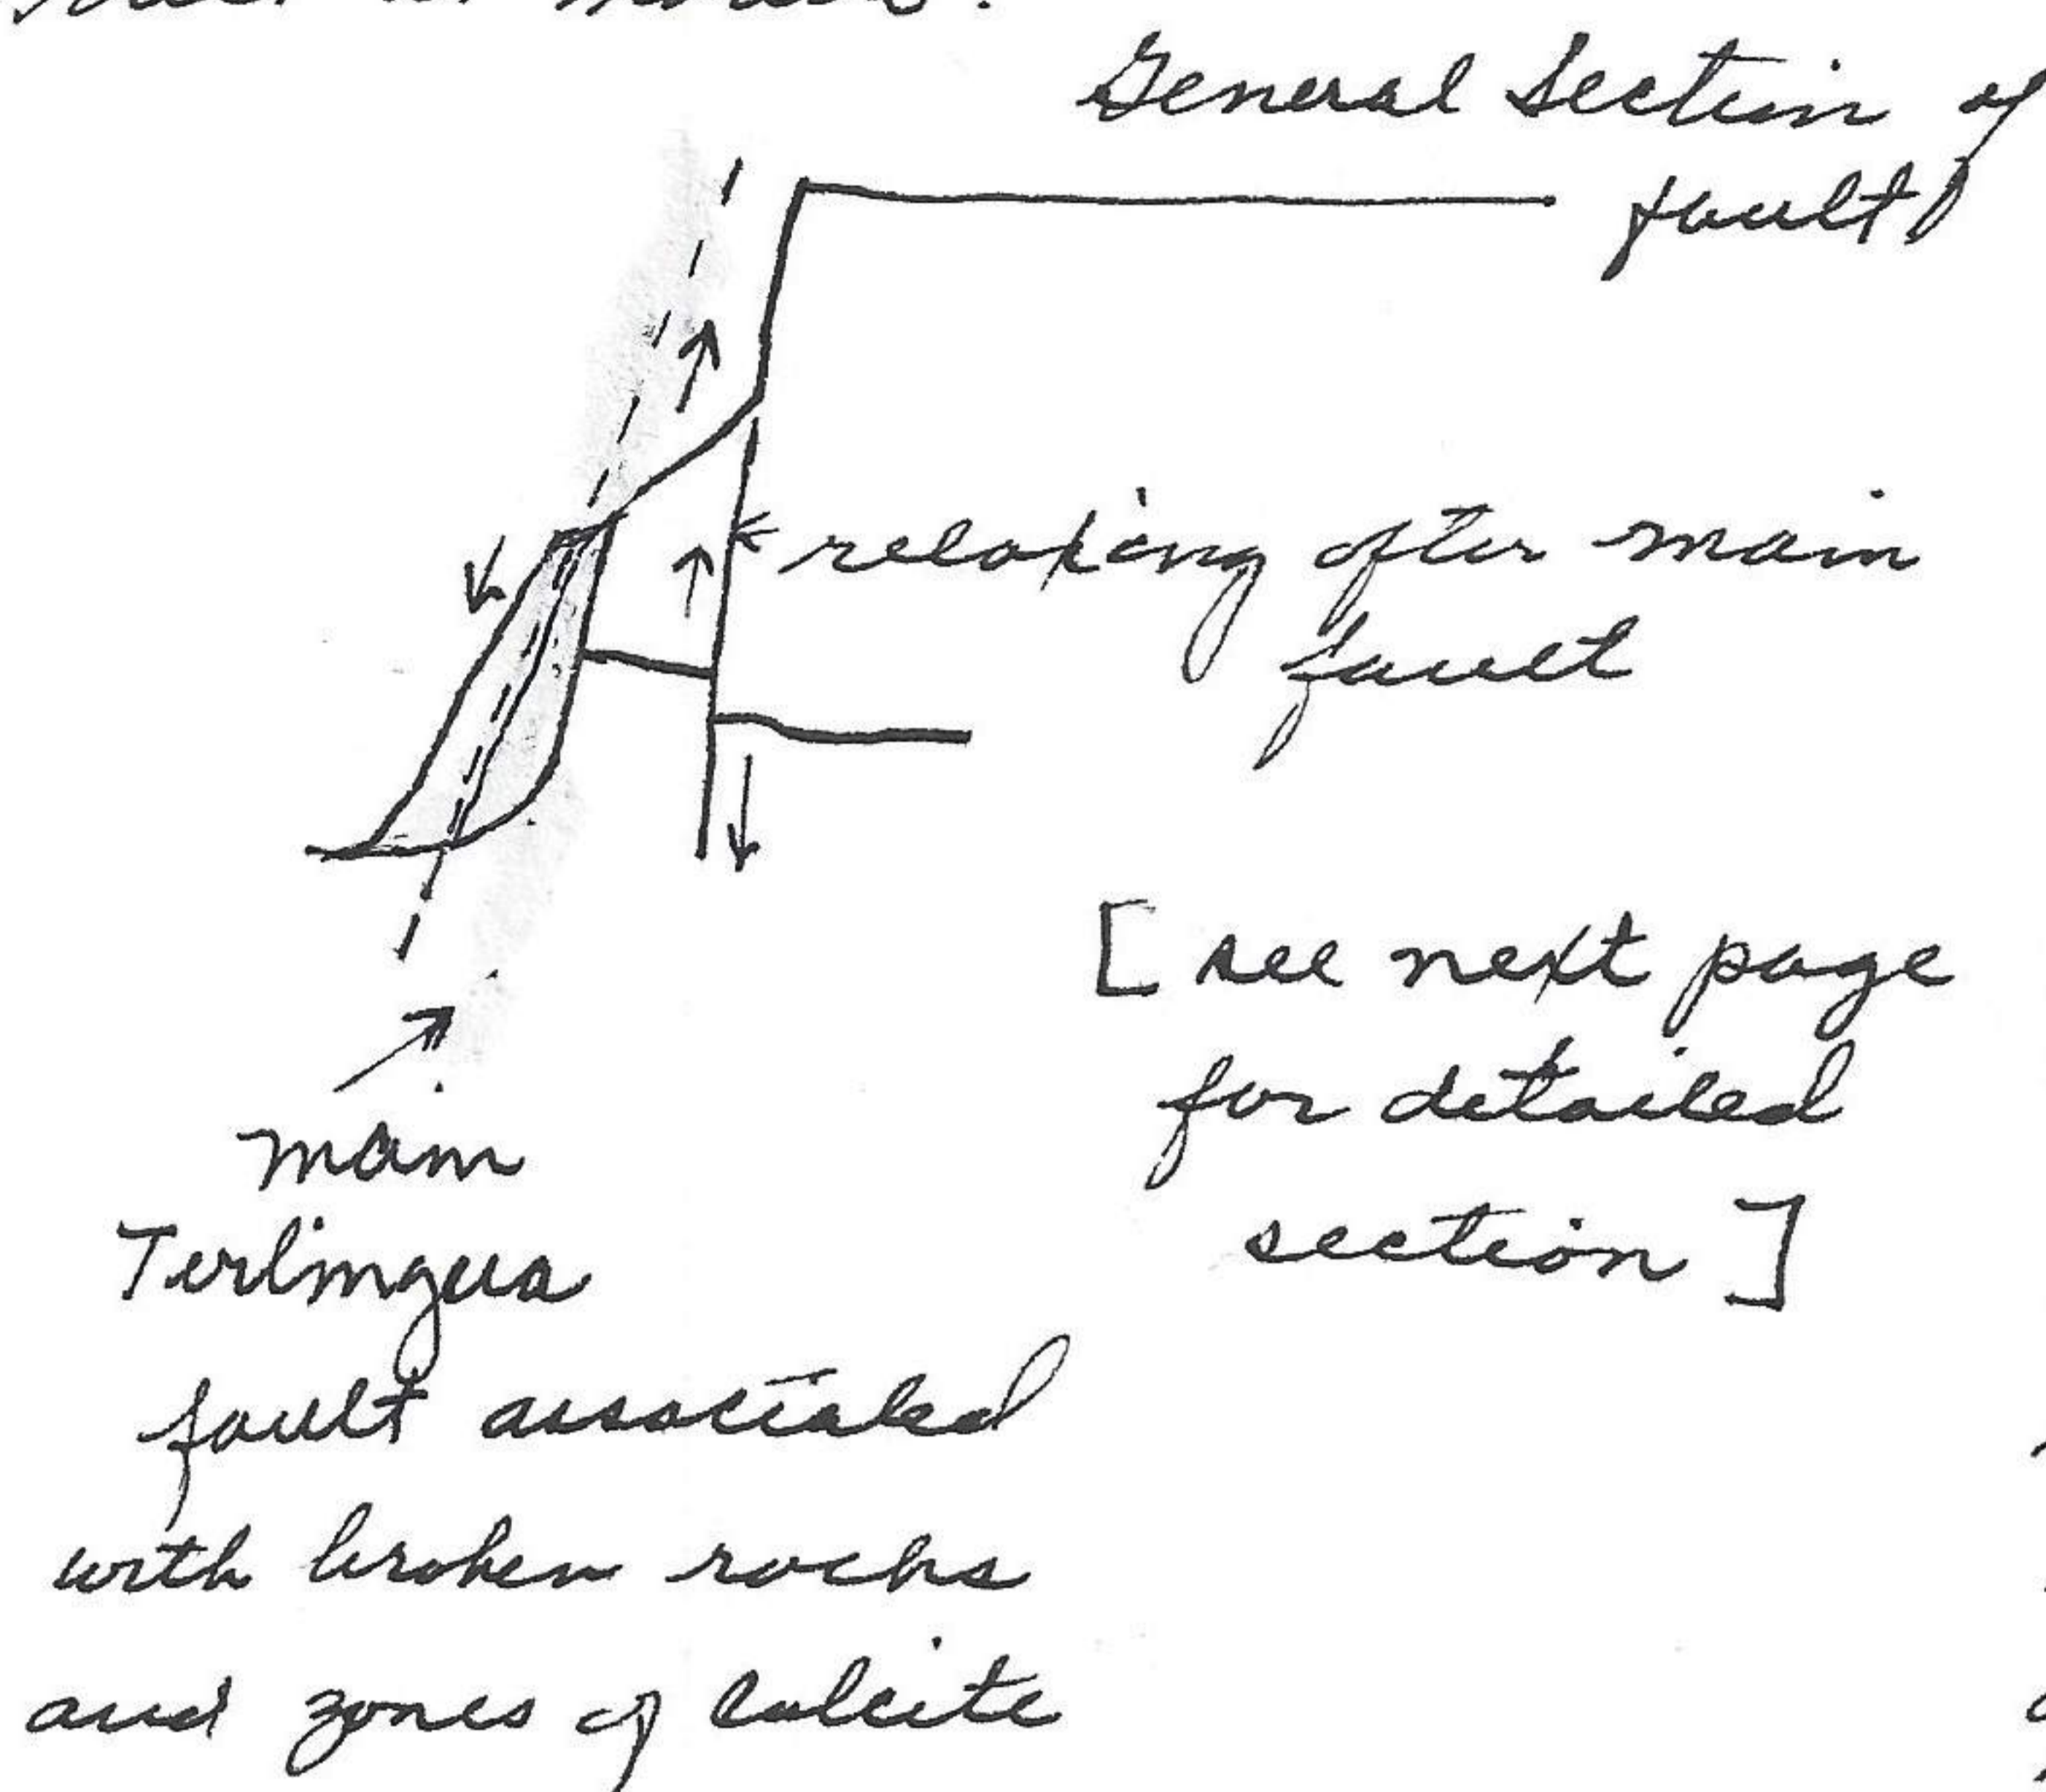 General Section of
fault
relaxing after main
fault
[ see next page
for detailed
section ]
main
Terlingua
fault associated
with broken rocks
and zones of calcite